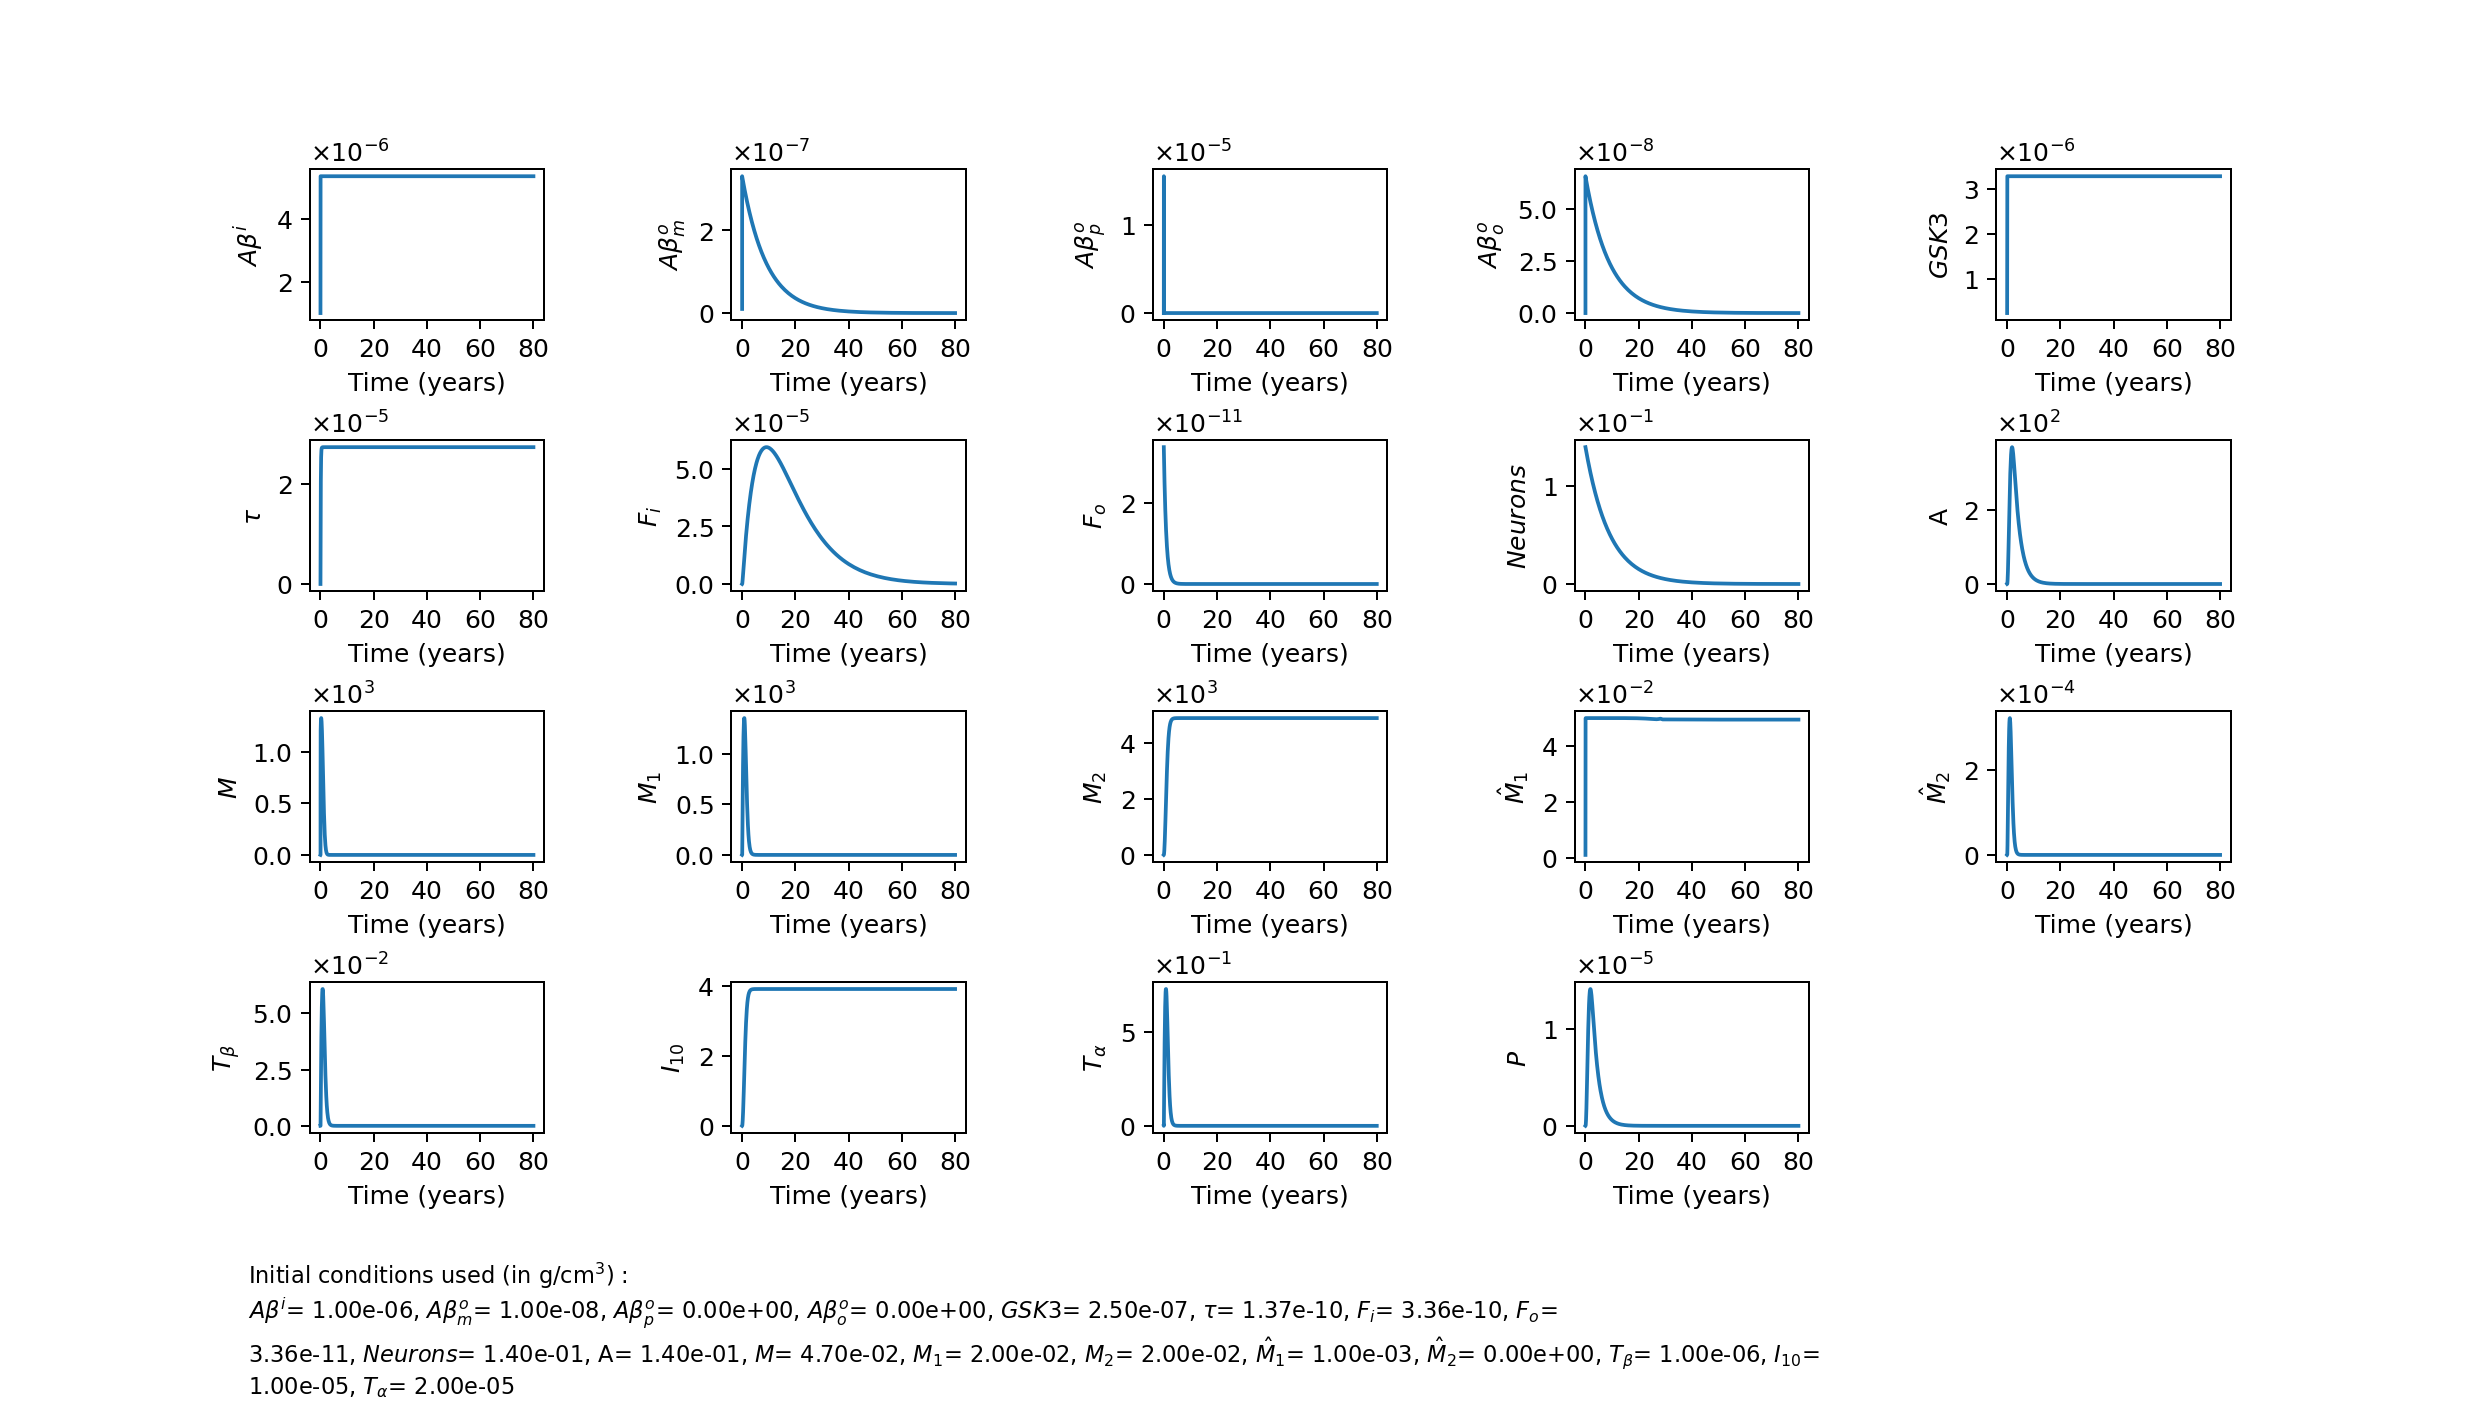 ×10⁻⁶ ×10⁻⁷ ×10⁻⁵ ×10⁻⁸ ×10⁻⁶
Aβⁱ 4 2
Aβₘᵒ 2 0
Aβₚᵒ 1 0
Aβₒᵒ 5.0 2.5 0.0
GSK3 3 2 1
0 20 40 60 80 0 20 40 60 80 0 20 40 60 80 0 20 40 60 80 0 20 40 60 80
Time (years) Time (years) Time (years) Time (years) Time (years)
×10⁻⁵ ×10⁻⁵ ×10⁻¹¹ ×10⁻¹ ×10²
τ 2 0
Fᵢ 5.0 2.5 0.0
Fₒ 2 0
Neurons 1 0
A 2 0
0 20 40 60 80 0 20 40 60 80 0 20 40 60 80 0 20 40 60 80 0 20 40 60 80
Time (years) Time (years) Time (years) Time (years) Time (years)
×10³ ×10³ ×10³ ×10⁻² ×10⁻⁴
M 1.0 0.5 0.0
M₁ 1.0 0.5 0.0
M₂ 4 2 0
M̂₁ 4 2 0
M̂₂ 2 0
0 20 40 60 80 0 20 40 60 80 0 20 40 60 80 0 20 40 60 80 0 20 40 60 80
Time (years) Time (years) Time (years) Time (years) Time (years)
×10⁻² ×10⁻¹ ×10⁻⁵
Tᵦ 5.0 2.5 0.0
I₁₀ 4 2 0
T_α 5 0
P 1 0
0 20 40 60 80 0 20 40 60 80 0 20 40 60 80 0 20 40 60 80
Time (years) Time (years) Time (years) Time (years)
Initial conditions used (in g/cm³) :
Aβⁱ= 1.00e-06, Aβₘᵒ= 1.00e-08, Aβₚᵒ= 0.00e+00, Aβₒᵒ= 0.00e+00, GSK3= 2.50e-07, τ= 1.37e-10, Fᵢ= 3.36e-10, Fₒ=
3.36e-11, Neurons= 1.40e-01, A= 1.40e-01, M= 4.70e-02, M₁= 2.00e-02, M₂= 2.00e-02, M̂₁= 1.00e-03, M̂₂= 0.00e+00, Tᵦ= 1.00e-06, I₁₀=
1.00e-05, T_α= 2.00e-05